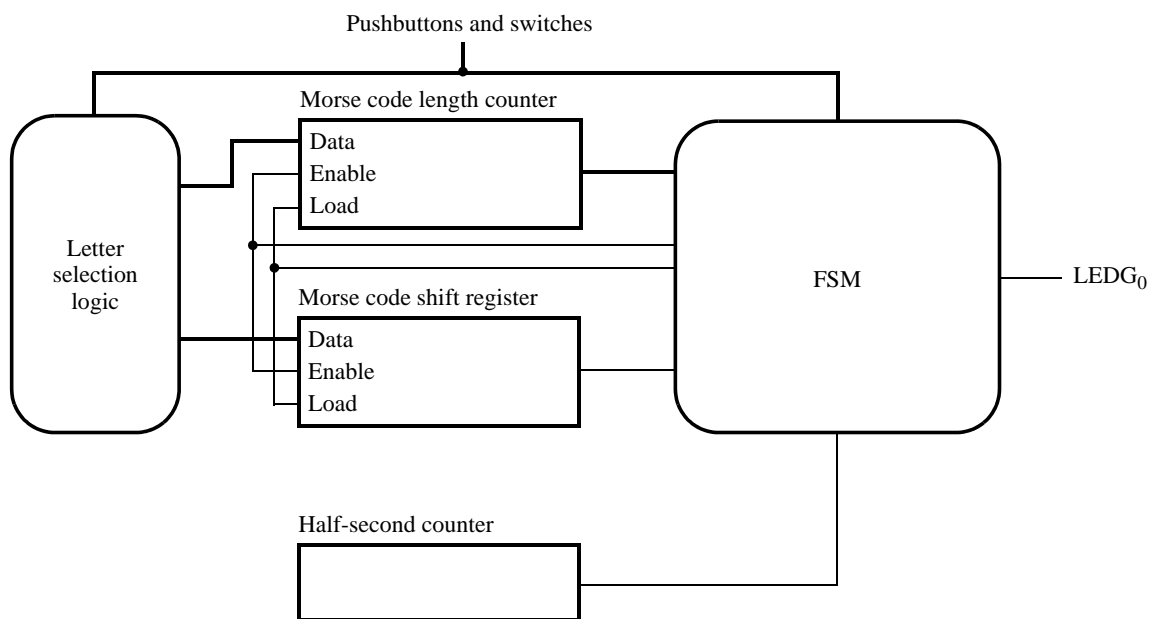 Pushbuttons and switches
Morse code length counter
Data
Enable
Load
Letter
selection
logic
FSM
LEDG0
Morse code shift register
Data
Enable
Load
Half-second counter